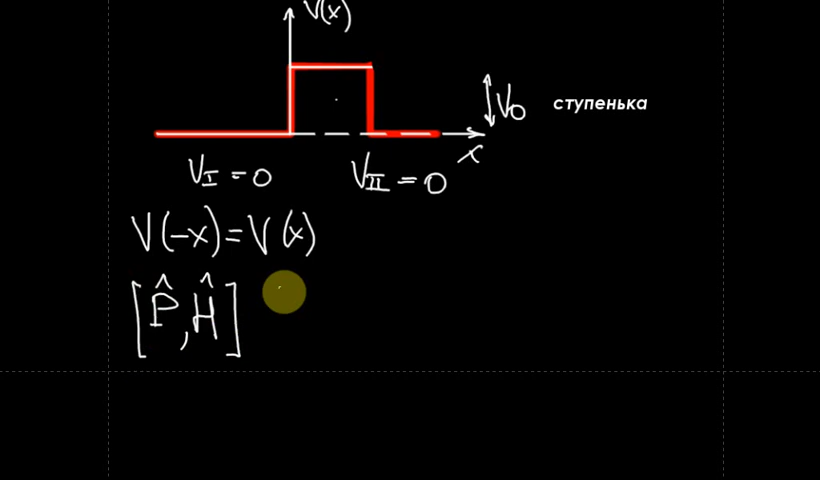 V(x)
V₀ ступенька
x
V_I = 0 V_II = 0
V(-x)=V(x)
[P̂,Ĥ]